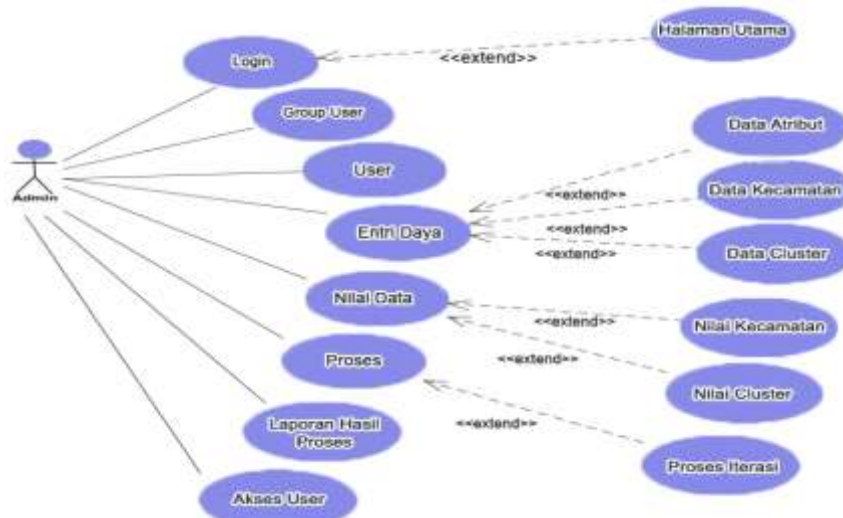 Login
<<extend>>
Halaman Utama
Group User
User
Admin
Data Atribut
<<extend>>
Data Kecamatan
<<extend>>
Entri Daya
<<extend>>
Data Cluster
Nilai Data
<<extend>>
Nilai Kecamatan
Proses
<<extend>>
Nilai Cluster
Laporan Hasil
Proses
<<extend>>
Proses Iterasi
Akses User